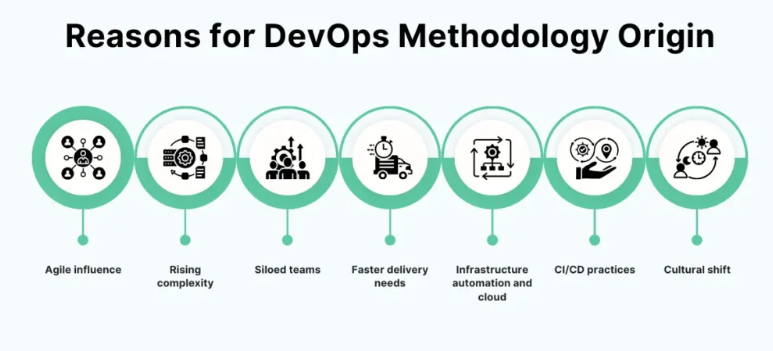 Reasons for DevOps Methodology Origin
Agile influence
Rising
complexity
Siloed teams
Faster delivery
needs
Infrastructure
automation and
cloud
CI/CD practices
Cultural shift